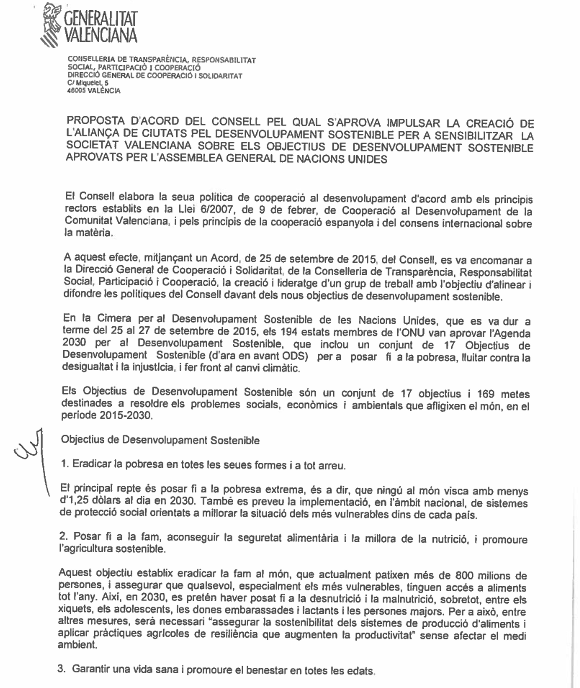 GENERALITAT
VALENCIANA
CONSELLERIA DE TRANSPARÈNCIA, RESPONSABILITAT
SOCIAL, PARTICIPACIÓ I COOPERACIÓ
DIRECCIÓ GENERAL DE COOPERACIÓ I SOLIDARITAT
C/ Miquelet, 5
46003 VALÈNCIA
PROPOSTA D'ACORD DEL CONSELL PEL QUAL S'APROVA IMPULSAR LA CREACIÓ DE
L'ALIANÇA DE CIUTATS PEL DESENVOLUPAMENT SOSTENIBLE PER A SENSIBILITZAR LA
SOCIETAT VALENCIANA SOBRE ELS OBJECTIUS DE DESENVOLUPAMENT SOSTENIBLE
APROVATS PER L'ASSEMBLEA GENERAL DE NACIONS UNIDES
El Consell elabora la seua política de cooperació al desenvolupament d'acord amb els principis
rectors establits en la Llei 6/2007, de 9 de febrer, de Cooperació al Desenvolupament de la
Comunitat Valenciana, i pels principis de la cooperació espanyola i del consens internacional sobre
la matèria.
A aquest efecte, mitjançant un Acord, de 25 de setembre de 2015, del Consell, es va encomanar a
la Direcció General de Cooperació i Solidaritat, de la Conselleria de Transparència, Responsabilitat
Social, Participació i Cooperació, la creació i lideratge d'un grup de treball amb l'objectiu d'alinear i
difondre les polítiques del Consell davant dels nous objectius de desenvolupament sostenible.
En la Cimera per al Desenvolupament Sostenible de les Nacions Unides, que es va dur a
terme del 25 al 27 de setembre de 2015, els 194 estats membres de l'ONU van aprovar l'Agenda
2030 per al Desenvolupament Sostenible, que inclou un conjunt de 17 Objectius de
Desenvolupament Sostenible (d'ara en avant ODS) per a posar fi a la pobresa, lluitar contra la
desigualtat i la injustícia, i fer front al canvi climàtic.
Els Objectius de Desenvolupament Sostenible són un conjunt de 17 objectius i 169 metes
destinades a resoldre els problemes socials, econòmics i ambientals que afligixen el món, en el
període 2015-2030.
Objectius de Desenvolupament Sostenible
1. Eradicar la pobresa en totes les seues formes i a tot arreu.
El principal repte és posar fi a la pobresa extrema, és a dir, que ningú al món visca amb menys
d'1,25 dòlars al dia en 2030. També es preveu la implementació, en l'àmbit nacional, de sistemes
de protecció social orientats a millorar la situació dels més vulnerables dins de cada país.
2. Posar fi a la fam, aconseguir la seguretat alimentària i la millora de la nutrició, i promoure
l'agricultura sostenible.
Aquest objectiu establix eradicar la fam al món, que actualment patixen més de 800 milions de
persones, i assegurar que qualsevol, especialment els més vulnerables, tinguen accés a aliments
tot l'any. Així, en 2030, es pretén haver posat fi a la desnutrició i la malnutrició, sobretot, entre els
xiquets, els adolescents, les dones embarassades i lactants i les persones majors. Per a això, entre
altres mesures, serà necessari "assegurar la sostenibilitat dels sistemes de producció d'aliments i
aplicar pràctiques agrícoles de resiliència que augmenten la productivitat" sense afectar el medi
ambient.
3. Garantir una vida sana i promoure el benestar en totes les edats.